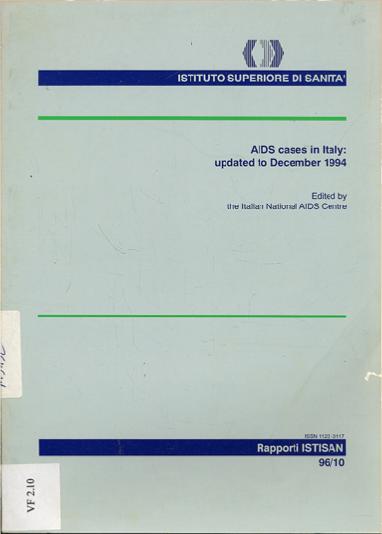 ISTITUTO SUPERIORE DI SANITA'
AIDS cases in Italy:
updated to December 1994
Edited by
the Italian National AIDS Centre
ISSN 1123-3117
Rapporti ISTISAN
96/10
VF 2.10